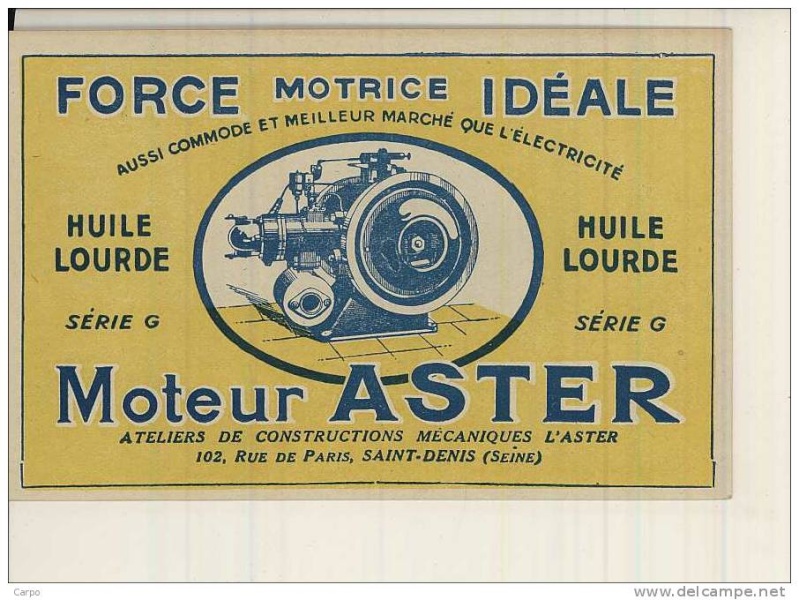 FORCE MOTRICE IDÉALE
AUSSI COMMODE ET MEILLEUR MARCHÉ QUE L'ÉLECTRICITÉ
HUILE LOURDE
SÉRIE G
HUILE LOURDE
SÉRIE G
Moteur ASTER
ATELIERS DE CONSTRUCTIONS MÉCANIQUES L'ASTER
102, RUE DE PARIS, SAINT-DENIS (SEINE)
Carpo
delcampe.net